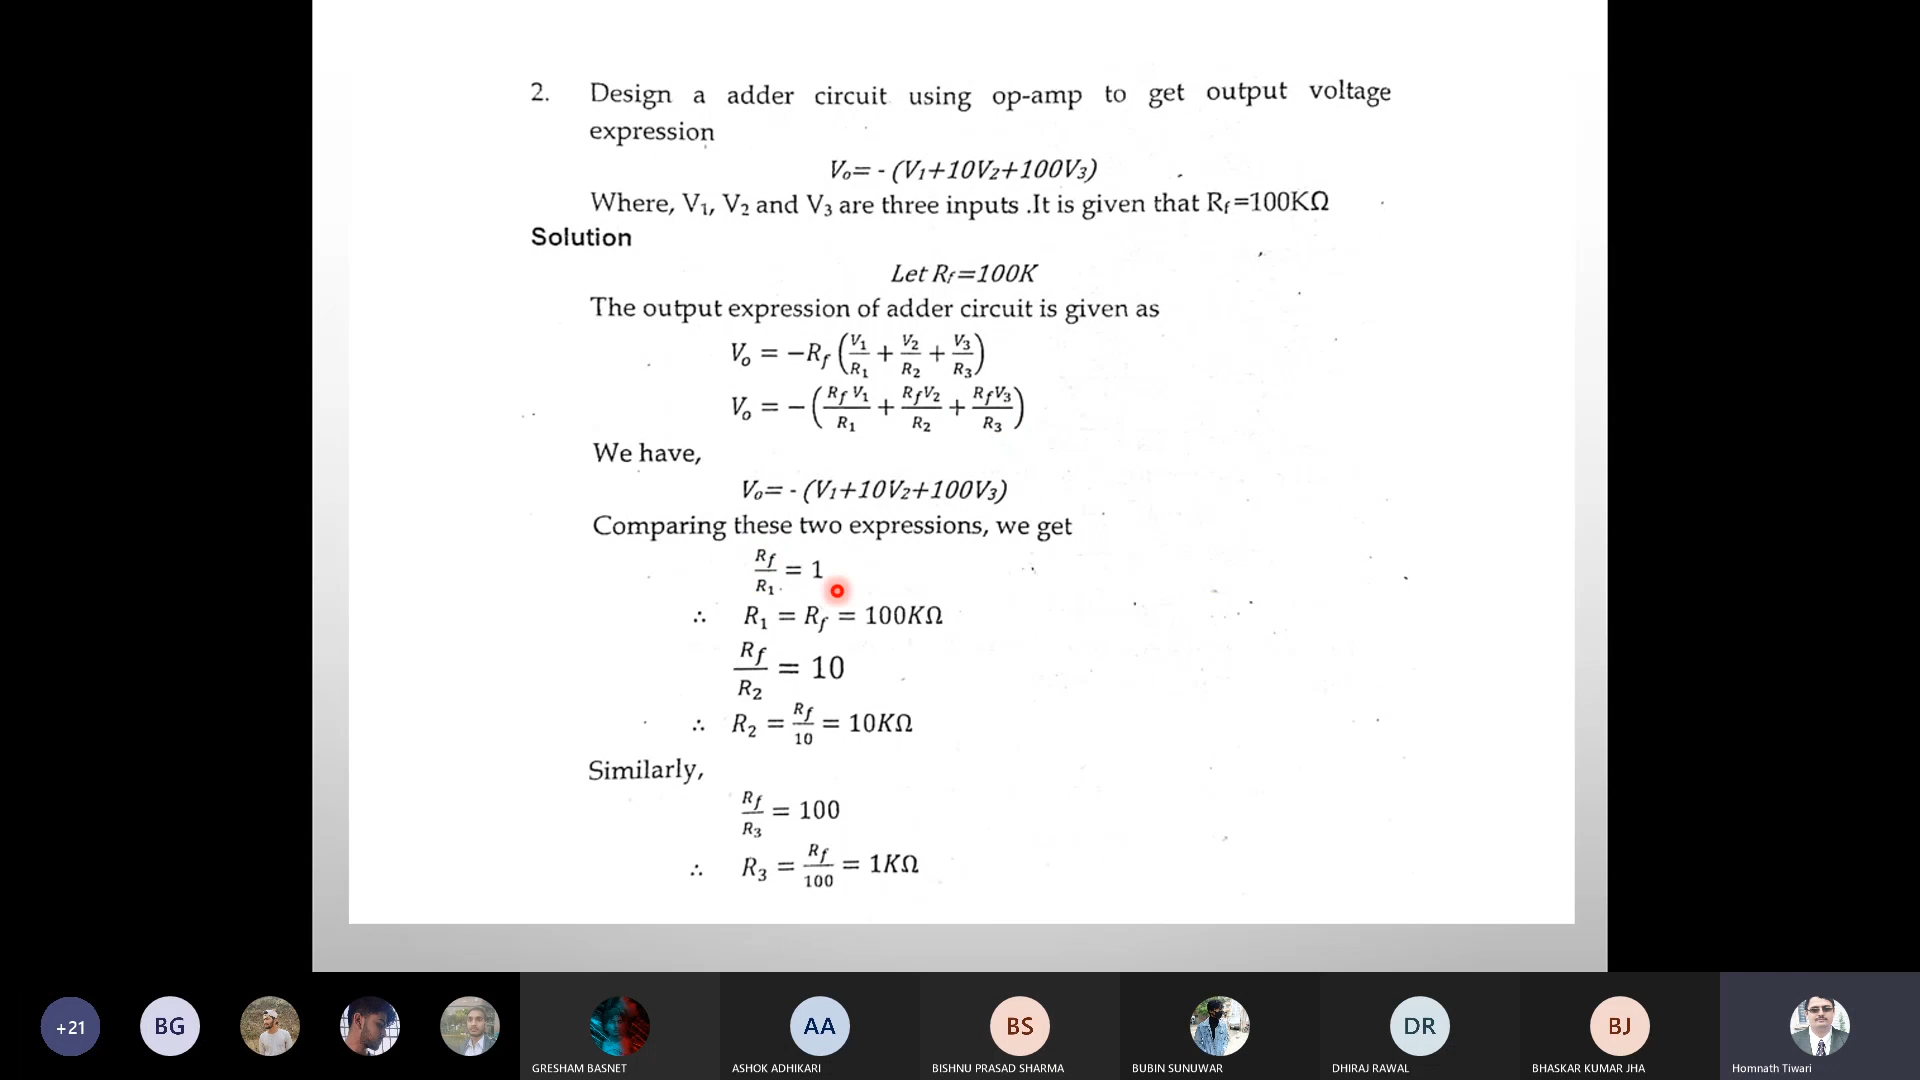 2. Design a adder circuit using op-amp to get output voltage
expression
Vo= - (V1+10V2+100V3)
Where, V1, V2 and V3 are three inputs .It is given that Rf=100KΩ
Solution
Let Rf=100K
The output expression of adder circuit is given as
Vo = −Rf (V1/R1 + V2/R2 + V3/R3)
Vo = −(Rf V1/R1 + RfV2/R2 + RfV3/R3)
We have,
Vo= - (V1+10V2+100V3)
Comparing these two expressions, we get
Rf/R1 = 1
∴ R1 = Rf = 100KΩ
Rf/R2 = 10
∴ R2 = Rf/10 = 10KΩ
Similarly,
Rf/R3 = 100
∴ R3 = Rf/100 = 1KΩ
+21 BG AA BS DR BJ
GRESHAM BASNET ASHOK ADHIKARI BISHNU PRASAD SHARMA BUBIN SUNUWAR DHIRAJ RAWAL BHASKAR KUMAR JHA Homnath Tiwari